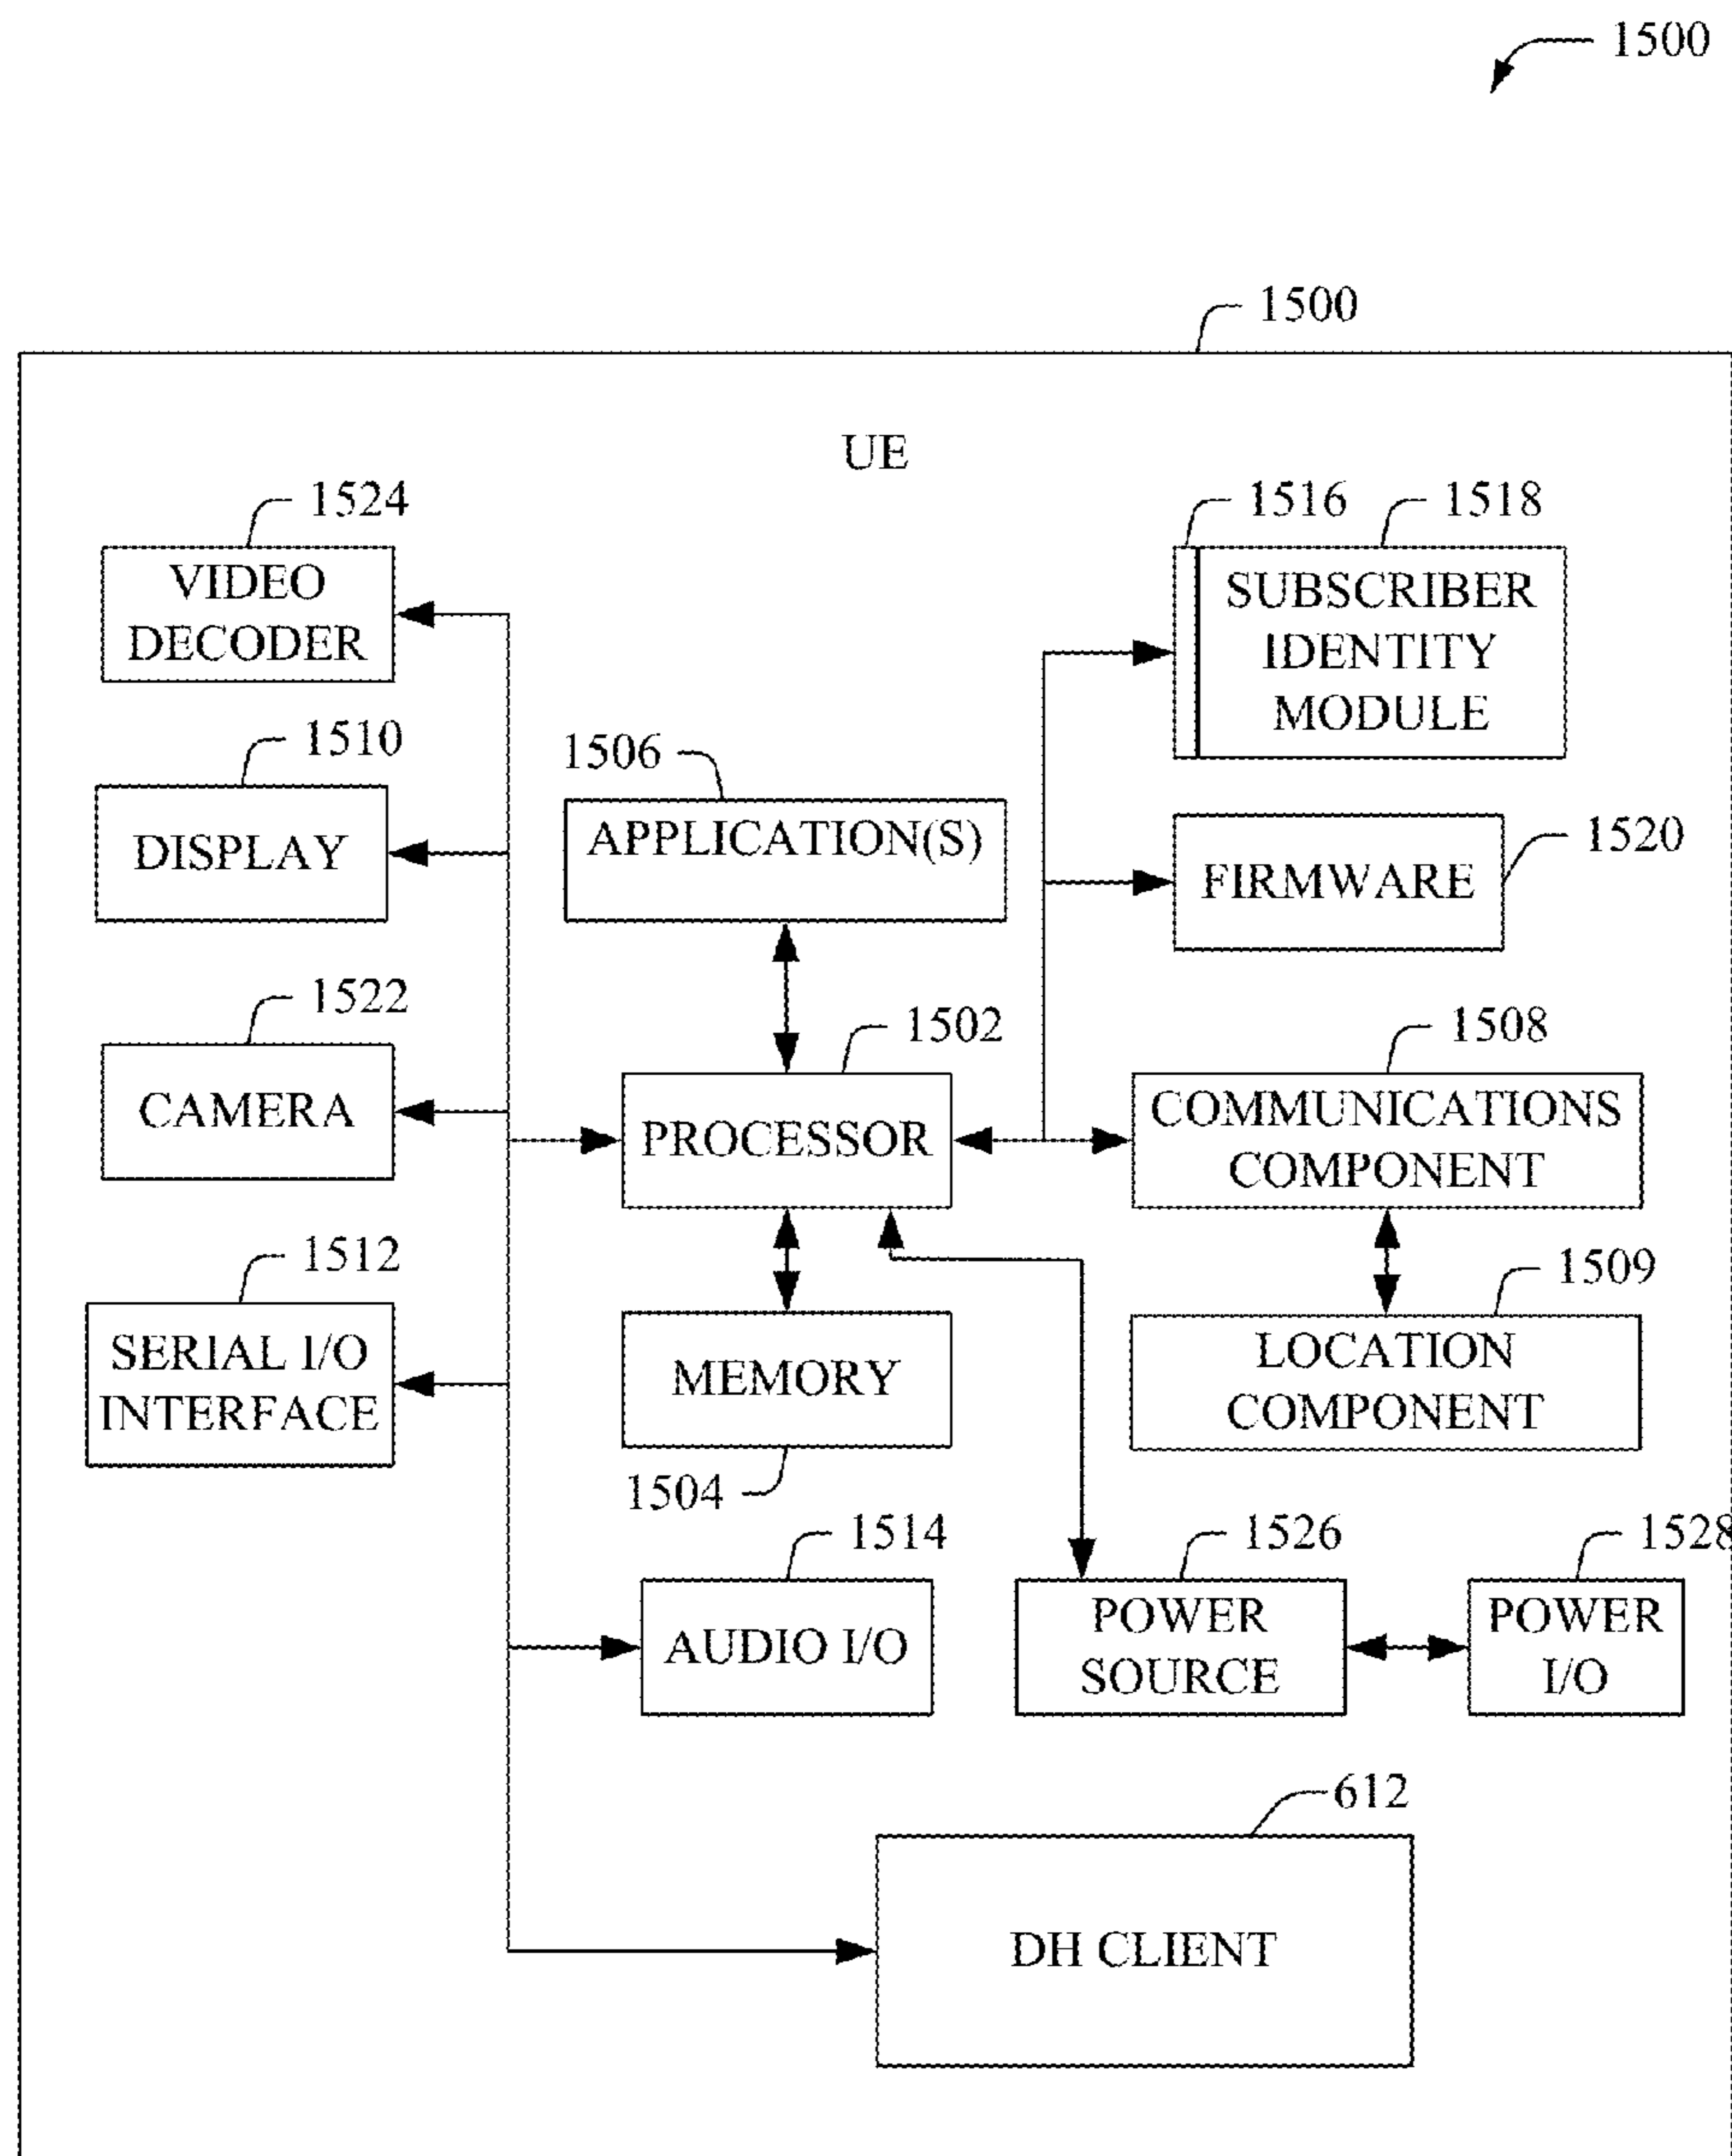 1500
1500
UE
1524
VIDEO
DECODER
1516
1518
SUBSCRIBER
IDENTITY
MODULE
1510
DISPLAY
1506
APPLICATION(S)
1520
FIRMWARE
1522
CAMERA
1502
PROCESSOR
1508
COMMUNICATIONS
COMPONENT
1512
SERIAL I/O
INTERFACE
MEMORY
1504
1509
LOCATION
COMPONENT
1514
AUDIO I/O
1526
POWER
SOURCE
1528
POWER
I/O
612
DH CLIENT